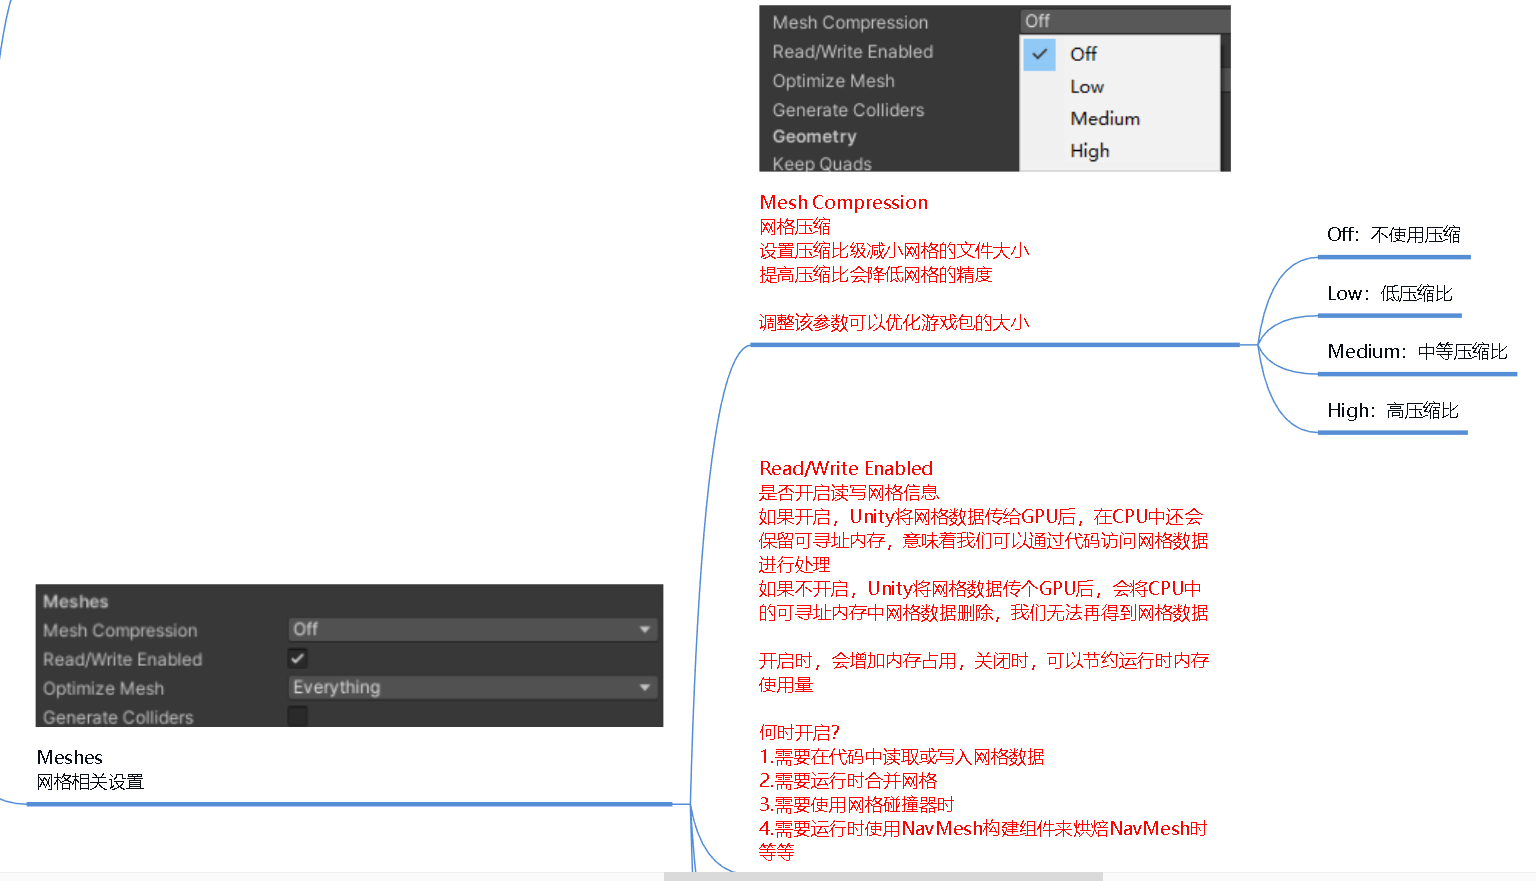 Mesh Compression
Off
Read/Write Enabled
Optimize Mesh
Generate Colliders
Geometry
Keep Quads
Off
Low
Medium
High
Mesh Compression
网格压缩
设置压缩比级减小网格的文件大小
提高压缩比会降低网格的精度
调整该参数可以优化游戏包的大小
Off：不使用压缩
Low：低压缩比
Medium：中等压缩比
High：高压缩比
Read/Write Enabled
是否开启读写网格信息
如果开启，Unity将网格数据传给GPU后，在CPU中还会
保留可寻址内存，意味着我们可以通过代码访问网格数据
进行处理
如果不开启，Unity将网格数据传个GPU后，会将CPU中
的可寻址内存中网格数据删除，我们无法再得到网格数据
开启时，会增加内存占用，关闭时，可以节约运行时内存
使用量
何时开启？
1.需要在代码中读取或写入网格数据
2.需要运行时合并网格
3.需要使用网格碰撞器时
4.需要运行时使用NavMesh构建组件来烘焙NavMesh时
等等
Meshes
Mesh Compression
Off
Read/Write Enabled
Optimize Mesh
Everything
Generate Colliders
Meshes
网格相关设置